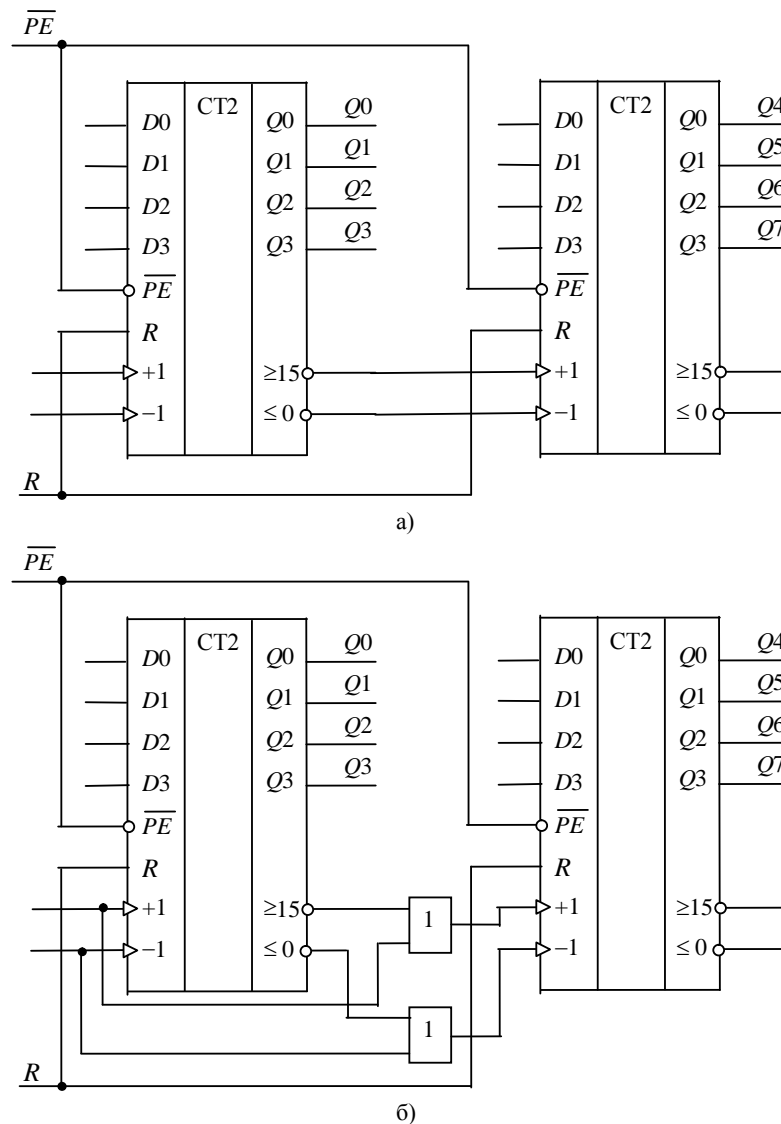 PE
CT2 Q0 CT2 Q4
D0 Q0 D0 Q0
Q1 Q5
D1 Q1 D1 Q1
Q2 Q6
D2 Q2 D2 Q2
Q3 Q7
D3 Q3 D3 Q3
PE PE
R R
+1 ≥15 +1 ≥15
−1 ≤ 0 −1 ≤ 0
R
а)
PE
CT2 Q0 CT2 Q4
D0 Q0 D0 Q0
Q1 Q5
D1 Q1 D1 Q1
Q2 Q6
D2 Q2 D2 Q2
Q3 Q7
D3 Q3 D3 Q3
PE PE
R R
+1 ≥15 1 +1 ≥15
−1 ≤ 0 −1 ≤ 0
1
R
б)